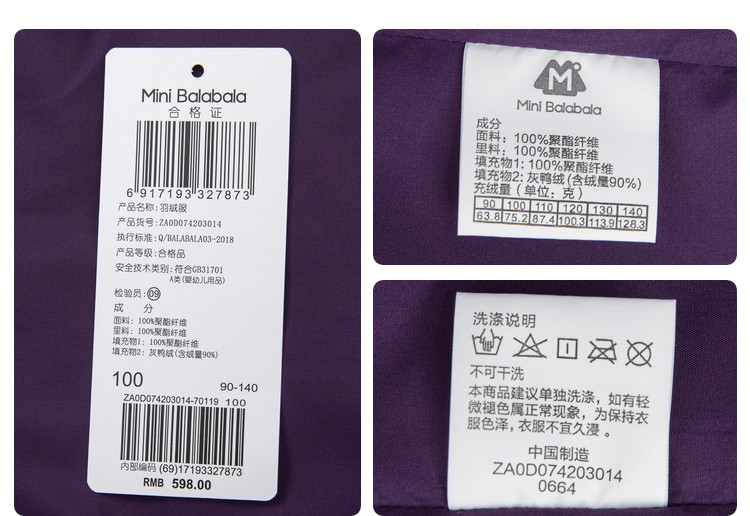 Mini Balabala
合格证
6 917193 327873
产品名称: 羽绒服
产品货号: ZA0D074203014
执行标准: Q/BALABALA03-2018
产品等级: 合格品
安全技术类别: 符合GB31701
A类(婴幼儿用品)
检验员: 09
成 分
面料: 100%聚酯纤维
里料: 100%聚酯纤维
填充物1: 100%聚酯纤维
填充物2: 灰鸭绒(含绒量90%)
100 90-140
ZA0D074203014-70119 100
内部编码 (69)17193327873
RMB 598.00
M
Mini Balabala
成分
面料: 100%聚酯纤维
里料: 100%聚酯纤维
填充物1: 100%聚酯纤维
填充物2: 灰鸭绒(含绒量90%)
充绒量 (单位: 克)
90 100 110 120 130 140
63.8 75.2 87.4 100.3 113.9 128.3
洗涤说明
不可干洗
本商品建议单独洗涤, 如有轻
微褪色属正常现象, 为保持衣
服色泽, 衣服不宜久浸 。
中国制造
ZA0D074203014
0664